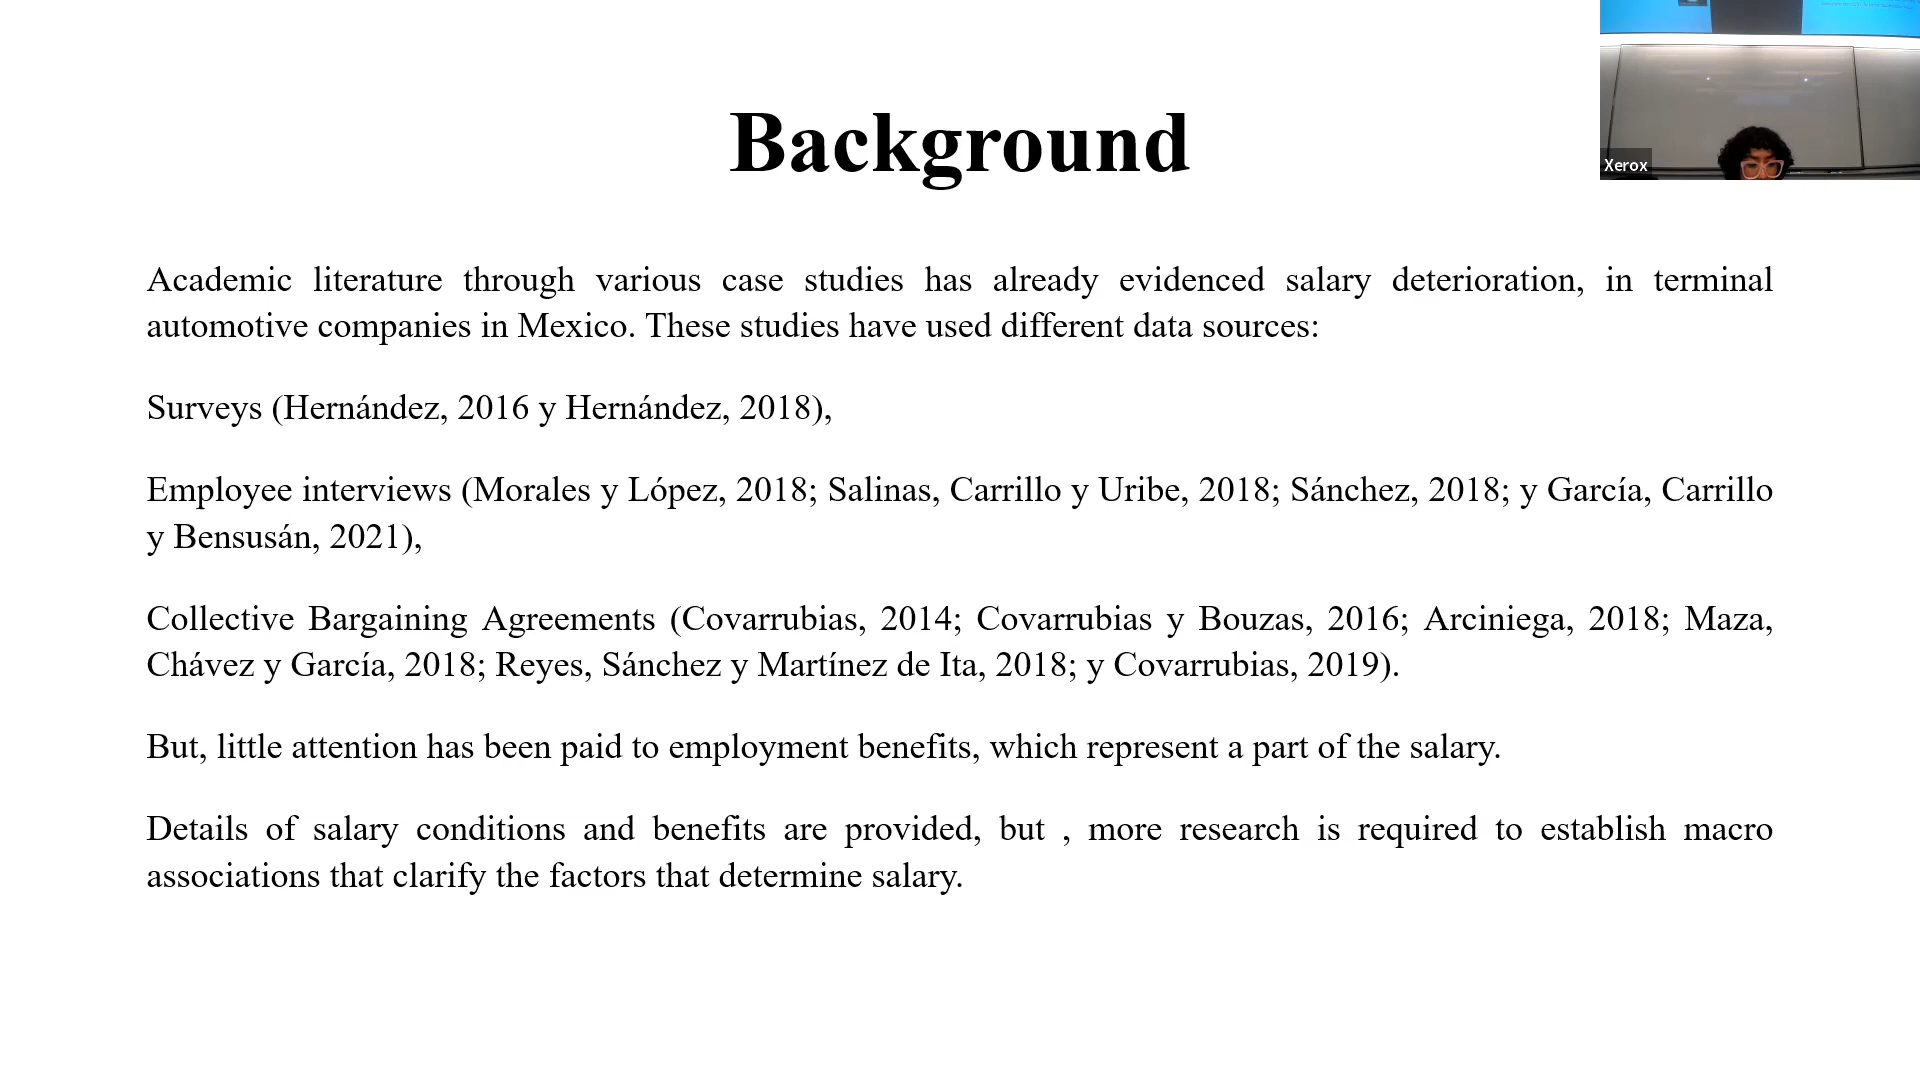 Background
Xerox
Academic literature through various case studies has already evidenced salary deterioration, in terminal
automotive companies in Mexico. These studies have used different data sources:
Surveys (Hernández, 2016 y Hernández, 2018),
Employee interviews (Morales y López, 2018; Salinas, Carrillo y Uribe, 2018; Sánchez, 2018; y García, Carrillo
y Bensusán, 2021),
Collective Bargaining Agreements (Covarrubias, 2014; Covarrubias y Bouzas, 2016; Arciniega, 2018; Maza,
Chávez y García, 2018; Reyes, Sánchez y Martínez de Ita, 2018; y Covarrubias, 2019).
But, little attention has been paid to employment benefits, which represent a part of the salary.
Details of salary conditions and benefits are provided, but , more research is required to establish macro
associations that clarify the factors that determine salary.